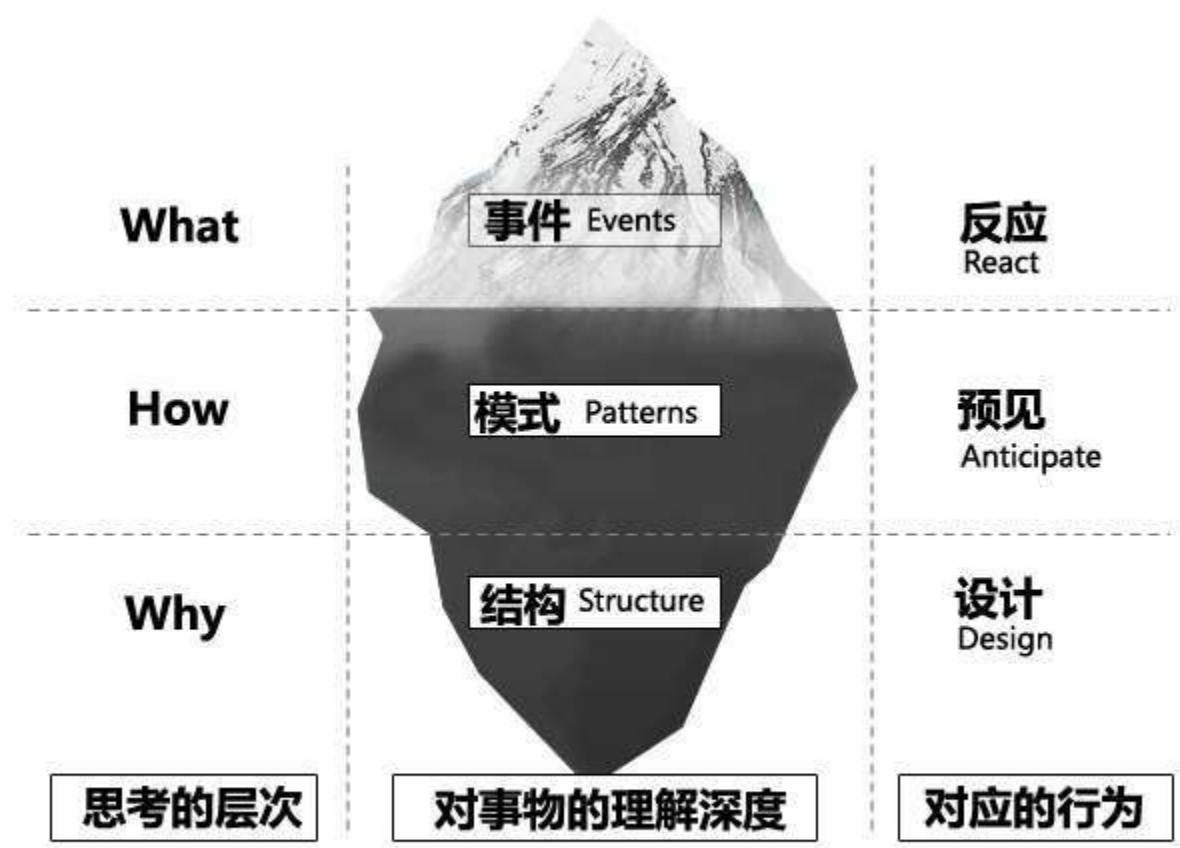 What
事件 Events
反应
React
How
模式 Patterns
预见
Anticipate
Why
结构 Structure
设计
Design
思考的层次
对事物的理解深度
对应的行为